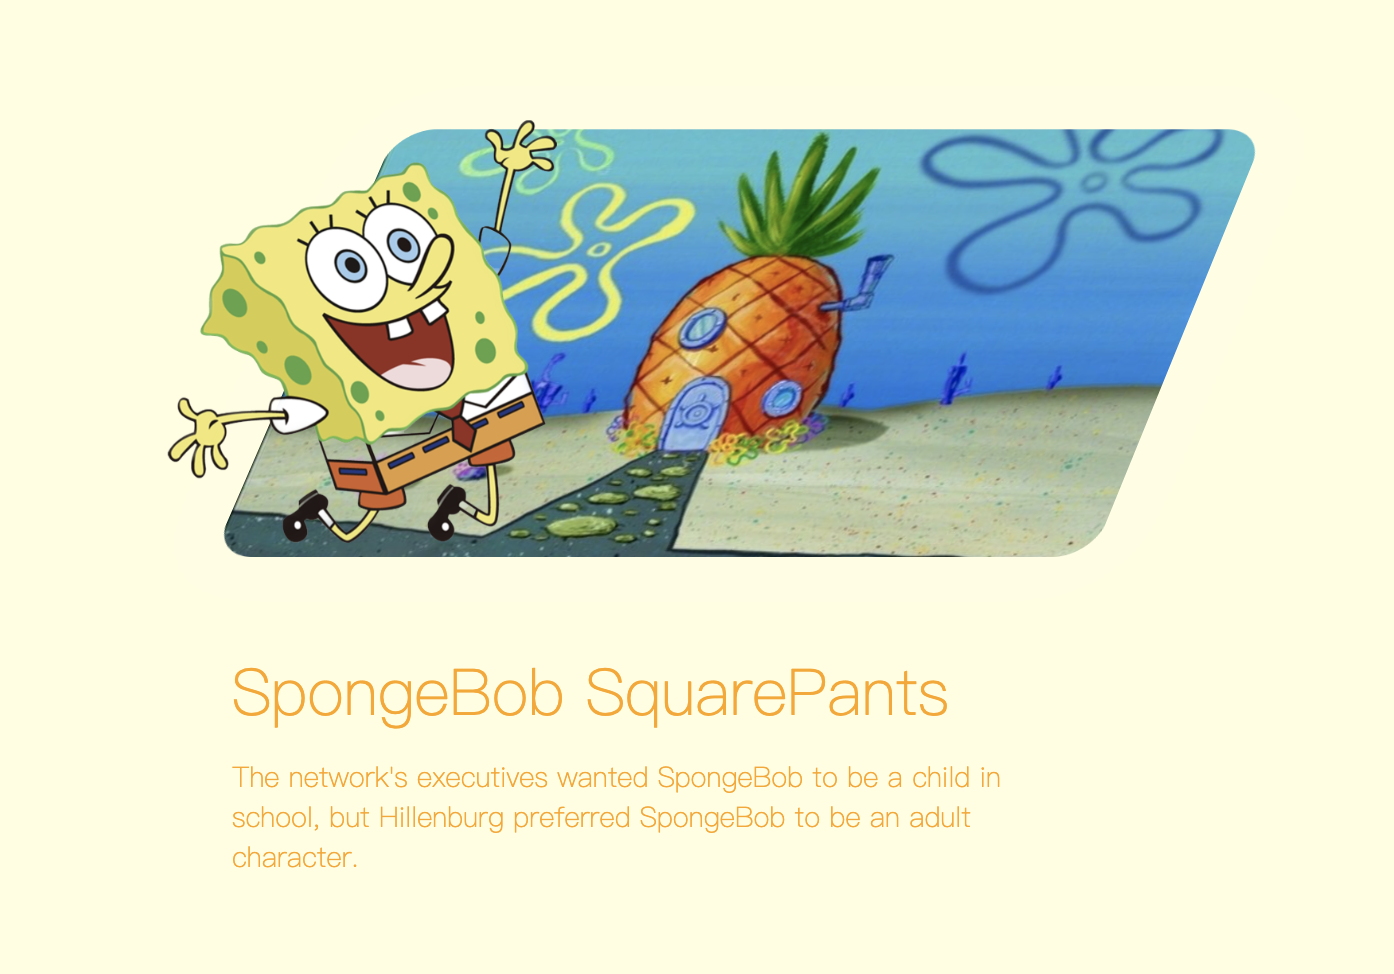 SpongeBob SquarePants
The network's executives wanted SpongeBob to be a child in
school, but Hillenburg preferred SpongeBob to be an adult
character.